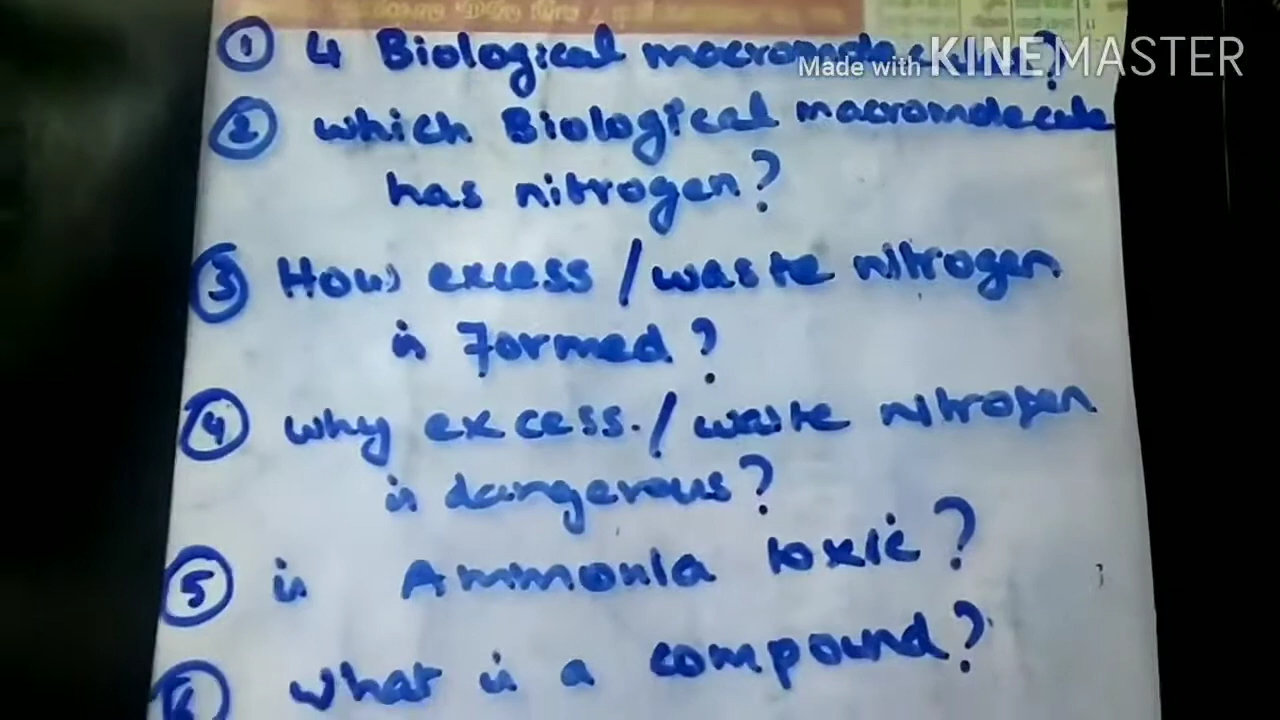 ① 4 Biological
Made with KINEMASTER
② which Biological macromolecule
has nitrogen?
③ How excess / waste nitrogen
is Formed?
④ why excess. / waste nitrogen
is dangerous?
⑤ is Ammonia toxic?
⑥ what is a compound?